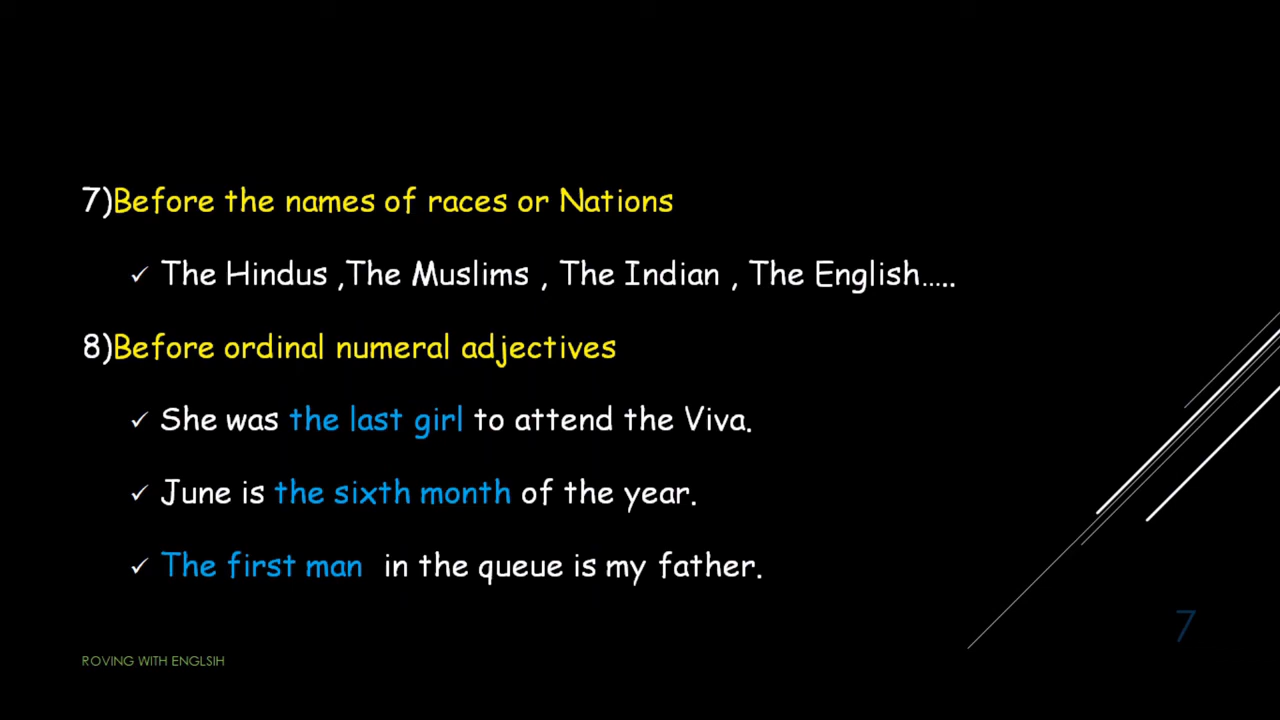 7)Before the names of races or Nations
✓ The Hindus ,The Muslims , The Indian , The English.....
8)Before ordinal numeral adjectives
✓ She was the last girl to attend the Viva.
✓ June is the sixth month of the year.
✓ The first man in the queue is my father.
7
ROVING WITH ENGLSIH